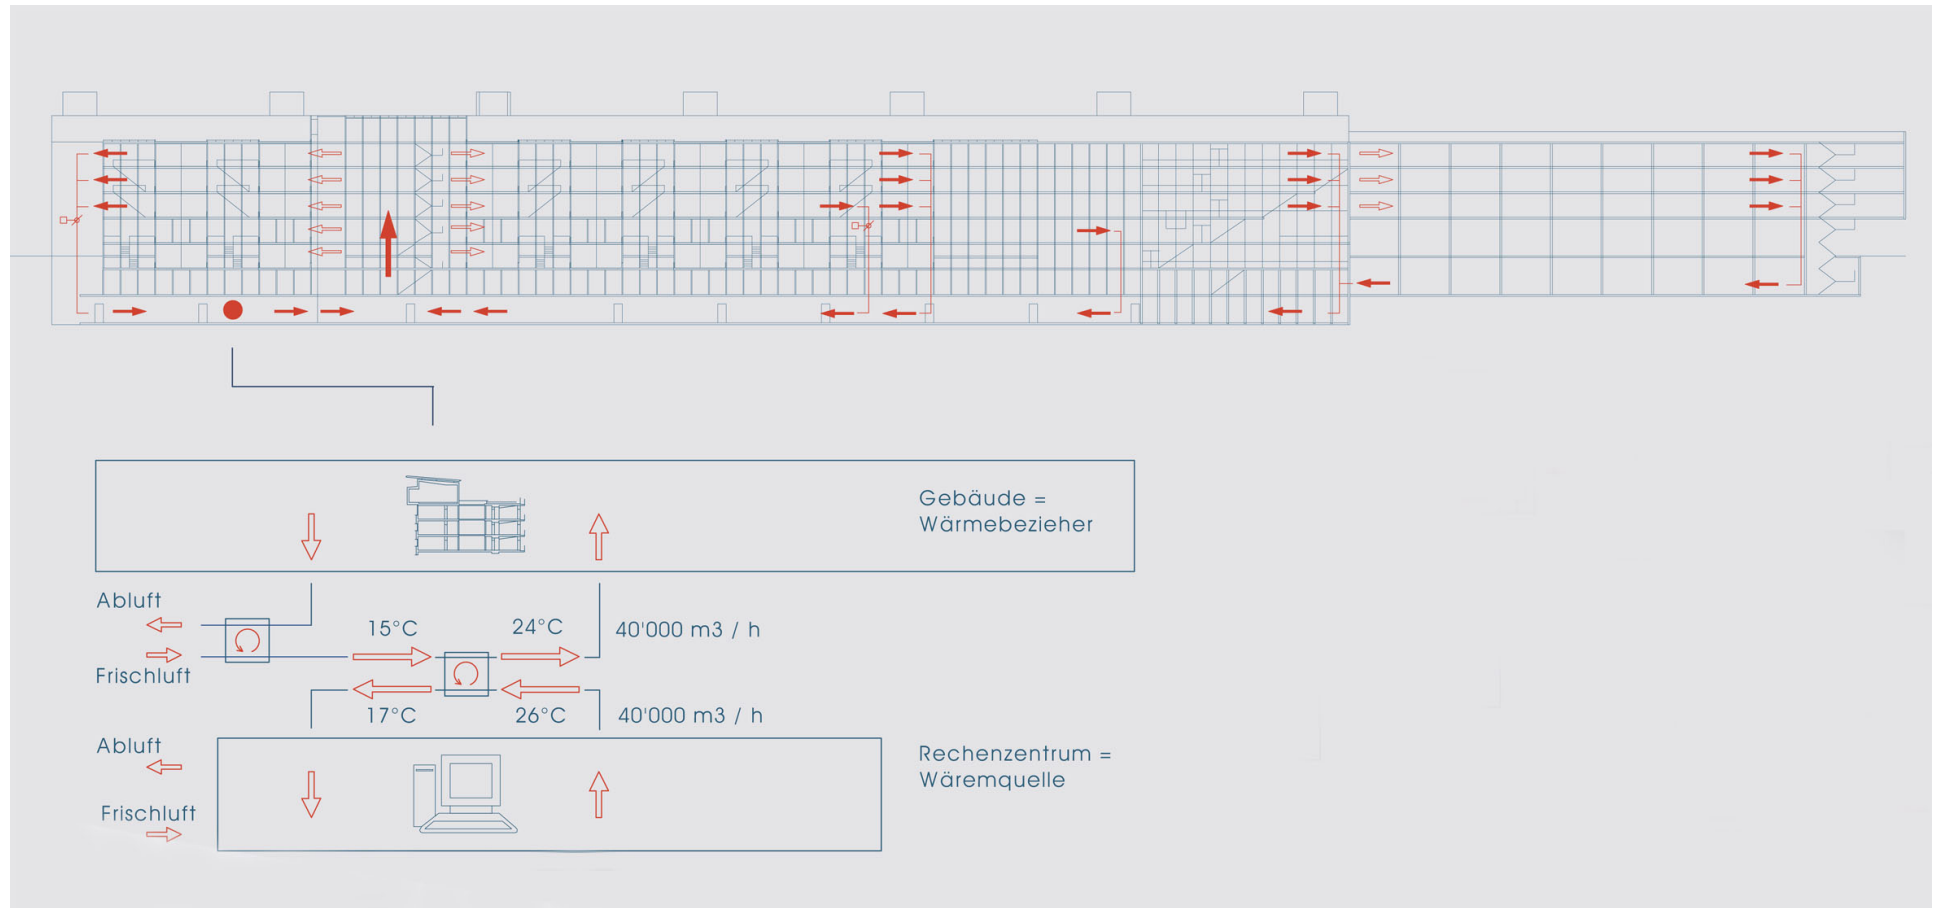 Gebäude =
Wärmebezieher
Abluft
15°C
24°C
40'000 m3 / h
Frischluft
17°C
26°C
40'000 m3 / h
Abluft
Rechenzentrum =
Wäremquelle
Frischluft